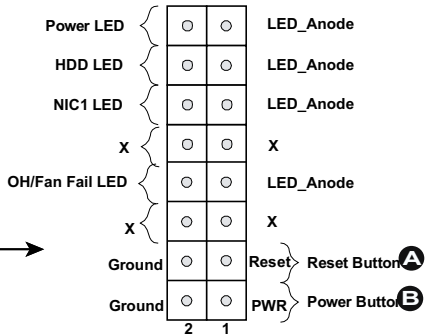 Power LED LED_Anode
HDD LED LED_Anode
NIC1 LED LED_Anode
X X
OH/Fan Fail LED LED_Anode
X X
Ground Reset Reset Button A
Ground PWR Power Button B
2 1